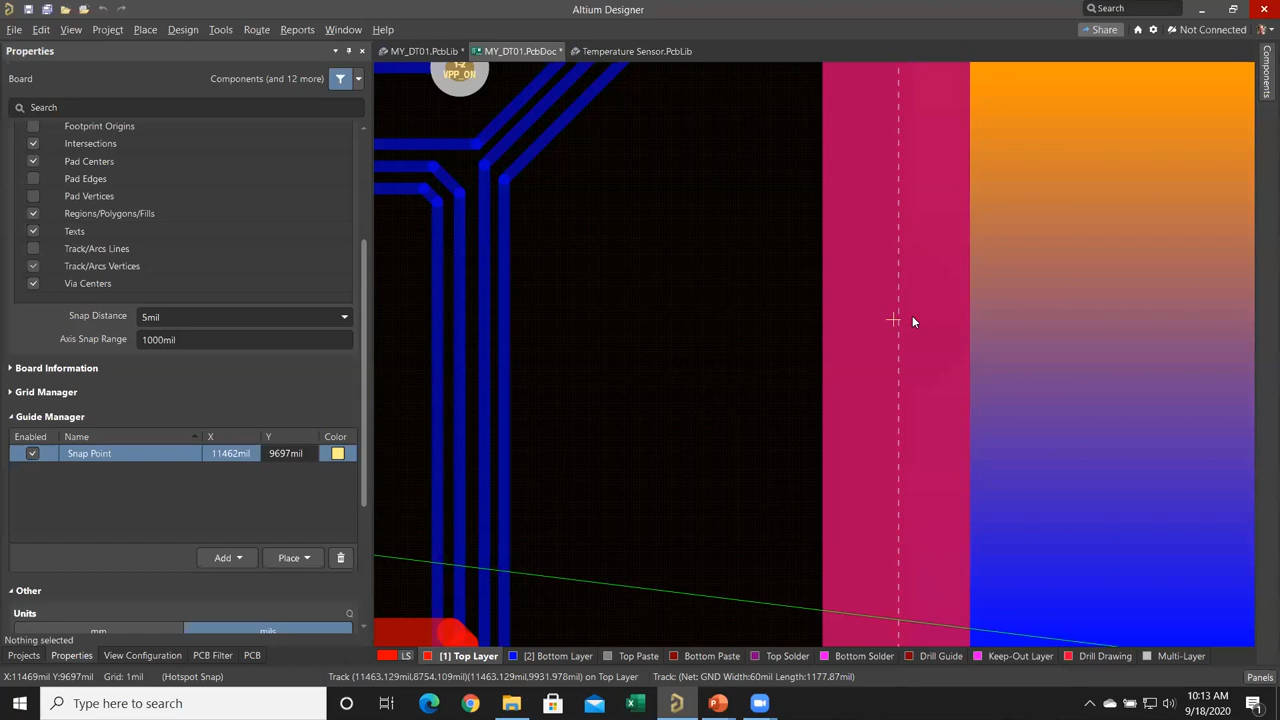 Altium Designer
Search
File Edit View Project Place Design Tools Route Reports Window Help
Share
Not Connected
Properties
MY_DT01.PcbLib *
MY_DT01.PcbDoc *
Temperature Sensor.PcbLib
Components
Board
Components (and 12 more)
Search
Footprint Origins
Intersections
Pad Centers
Pad Edges
Pad Vertices
Regions/Polygons/Fills
Texts
Track/Arcs Lines
Track/Arcs Vertices
Via Centers
Snap Distance 5mil
Axis Snap Range 1000mil
Board Information
Grid Manager
Guide Manager
Enabled Name X Y Color
Snap Point 11462mil 9697mil
Add Place
Other
Units
mm mils
Nothing selected
1-2
VPP_ON
Projects Properties View Configuration PCB Filter PCB
LS [1] Top Layer [2] Bottom Layer Top Paste Bottom Paste Top Solder Bottom Solder Drill Guide Keep-Out Layer Drill Drawing Multi-Layer
X:11469mil Y:9697mil Grid: 1mil (Hotspot Snap) Track (11463.129mil,8754.109mil)(11463.129mil,9931.978mil) on Top Layer Track: (Net: GND Width:60mil Length:1177.87mil) Panels
Type here to search
10:13 AM
9/18/2020
1